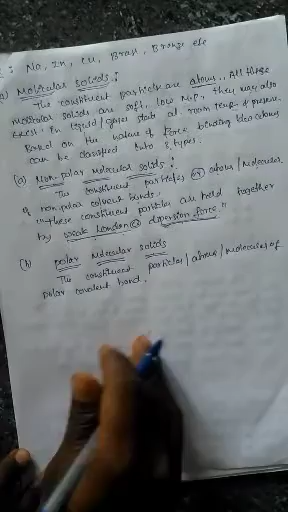 : Na, Zn, Cu, Brass, Bronze etc
a) Molecular solids :
The constituent particles are atoms., All these
molecular solids are soft, low M.P, they may also
exist in liquid/gases state at room temp & pressure.
Based on the nature of force, binding b/w atoms
can be classified into 3 types.
(a) Non-polar molecular solids :
The constituent particles or atoms/molecules
of non-polar covalent bonds.
In these constituent particles are held together
by weak London or dispersion force."
(b) polar Molecular solids
The constituent particles/atoms/molecules of
polar covalent bond.